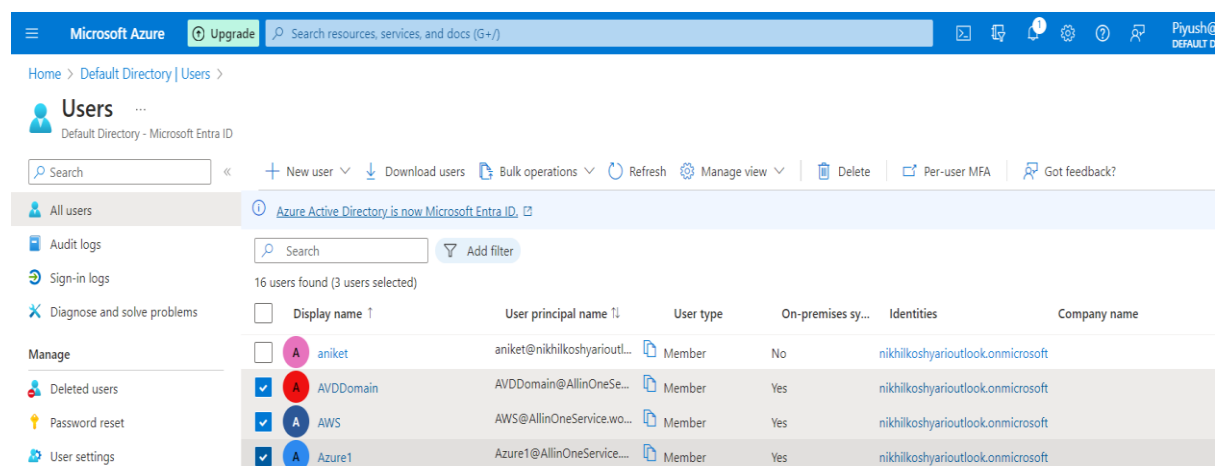 Microsoft Azure Upgrade Search resources, services, and docs (G+/) 1 Piyush@
DEFAULT D
Home > Default Directory | Users >
Users ...
Default Directory - Microsoft Entra ID
Search « New user Download users Bulk operations Refresh Manage view Delete Per-user MFA Got feedback?
All users
Azure Active Directory is now Microsoft Entra ID.
Audit logs
Search Add filter
Sign-in logs
16 users found (3 users selected)
Diagnose and solve problems
Display name ↑ User principal name ↑↓ User type On-premises sy... Identities Company name
Manage
A aniket aniket@nikhilkoshyarioutl... Member No nikhilkoshyarioutlook.onmicrosoft
Deleted users
A AVDDomain AVDDomain@AllinOneSe... Member Yes nikhilkoshyarioutlook.onmicrosoft
Password reset
A AWS AWS@AllinOneService.wo... Member Yes nikhilkoshyarioutlook.onmicrosoft
User settings
A Azure1 Azure1@AllinOneService.... Member Yes nikhilkoshyarioutlook.onmicrosoft